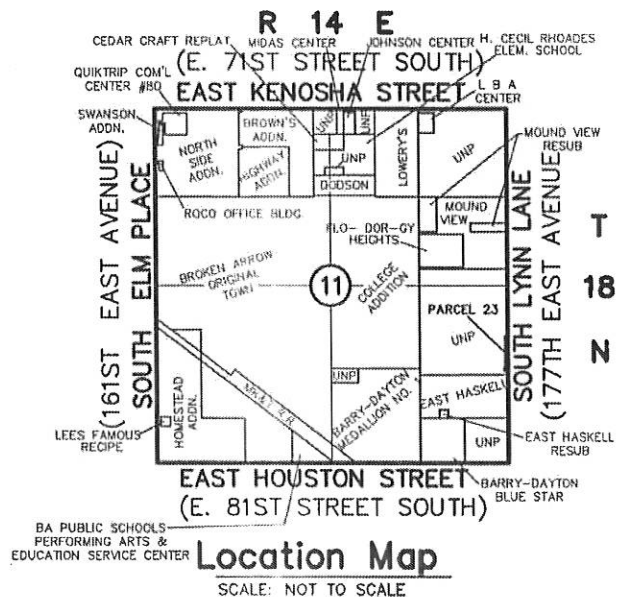 R 14 E
CEDAR CRAFT REPLAT
MIDAS CENTER
JOHNSON CENTER
H. CECIL RHOADES
ELEM. SCHOOL
(E. 71ST STREET SOUTH)
QUIKTRIP COM'L
CENTER #80
EAST KENOSHA STREET
L B A
CENTER
SWANSON
ADDN.
MOUND VIEW
RESUB
NORTH
SIDE
ADDN.
BROWN'S
ADDN.
HIGHWAY
ADDN.
UNP
UNP
UNP
DODSON
LOWERY'S
UNP
ROCO OFFICE BLDG
MOUND
VIEW
FLO-DOR-GY
HEIGHTS
(161ST EAST AVENUE)
SOUTH ELM PLACE
BROKEN ARROW
ORIGINAL
TOWN
11
COLLEGE
ADDITION
PARCEL 23
UNP
SOUTH LYNN LANE
(177TH EAST AVENUE)
T
18
N
MK&T R.R
UNP
BARRY-DAYTON
MEDALLION NO. 1
EAST HASKELL
HOMESTEAD
ADDN.
LEES FAMOUS
RECIPE
UNP
EAST HASKELL
RESUB
EAST HOUSTON STREET
(E. 81ST STREET SOUTH)
BARRY-DAYTON
BLUE STAR
BA PUBLIC SCHOOLS
PERFORMING ARTS &
EDUCATION SERVICE CENTER
Location Map
SCALE: NOT TO SCALE